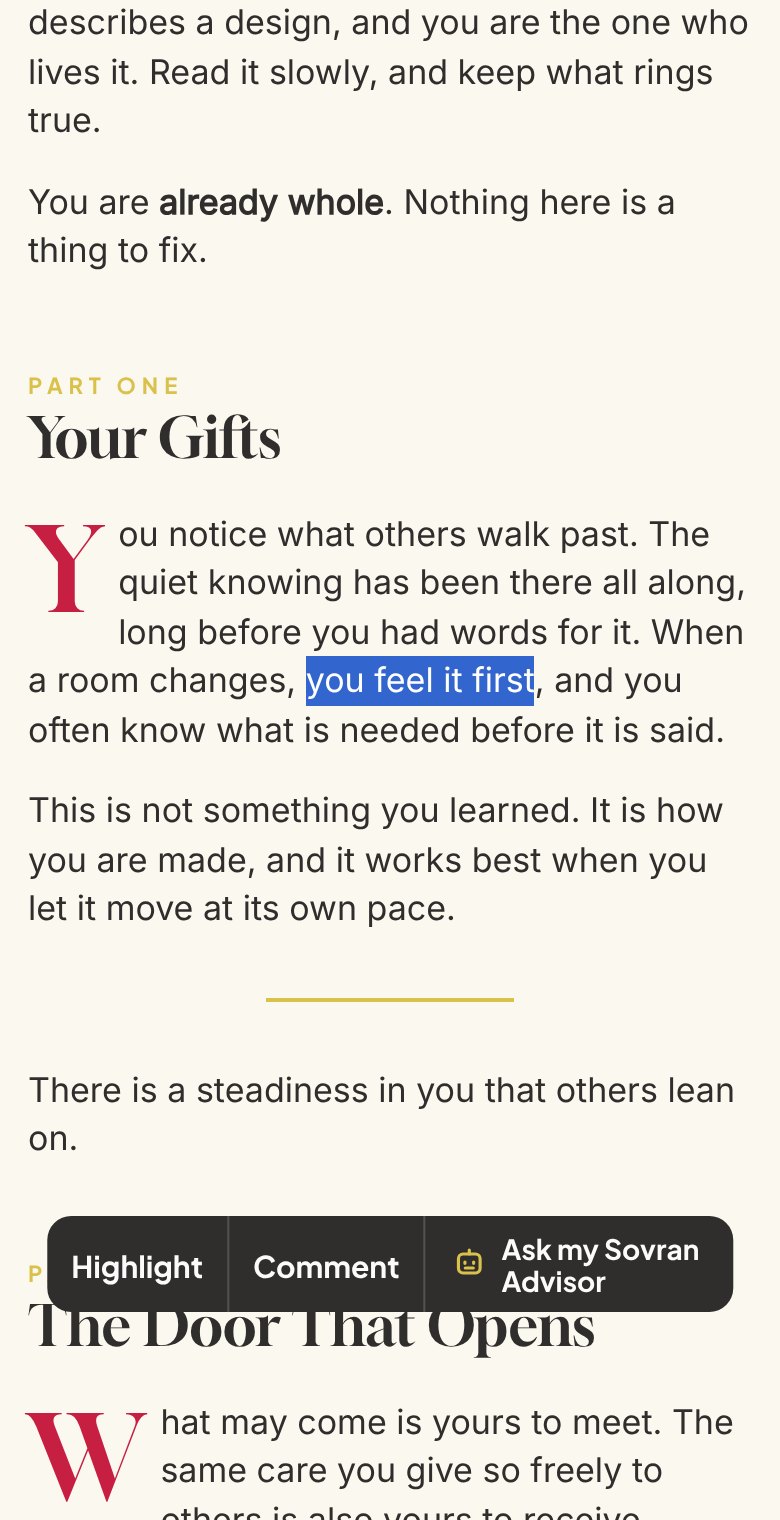 describes a design, and you are the one who
lives it. Read it slowly, and keep what rings
true.
You are already whole. Nothing here is a
thing to fix.
PART ONE
Your Gifts
You notice what others walk past. The
quiet knowing has been there all along,
long before you had words for it. When
a room changes, you feel it first, and you
often know what is needed before it is said.
This is not something you learned. It is how
you are made, and it works best when you
let it move at its own pace.
There is a steadiness in you that others lean
on.
Highlight
Comment
Ask my Sovran
Advisor
P
The Door That Opens
What may come is yours to meet. The
same care you give so freely to
others is also yours to receive